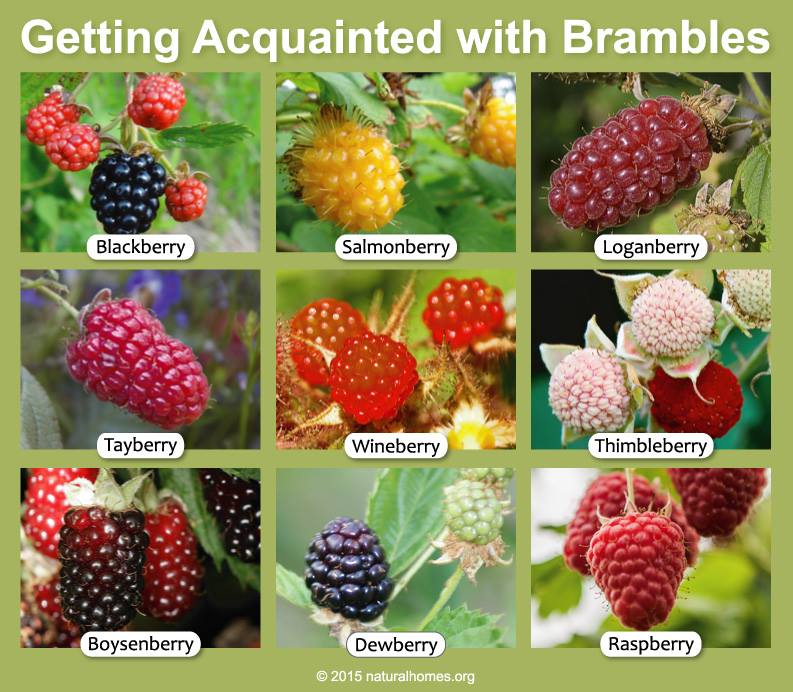 Getting Acquainted with Brambles
Blackberry
Salmonberry
Loganberry
Tayberry
Wineberry
Thimbleberry
Boysenberry
Dewberry
Raspberry
© 2015 naturalhomes.org